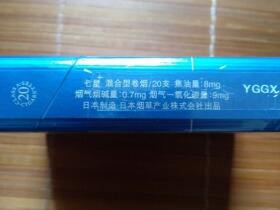 七星 混合型卷烟/20支 焦油量:8mg
烟气烟碱量:0.7mg 烟气一氧化碳量:9mg
日本制造 日本烟草产业株式会社出品
YGGX
20
CLASS A CIGARETTES